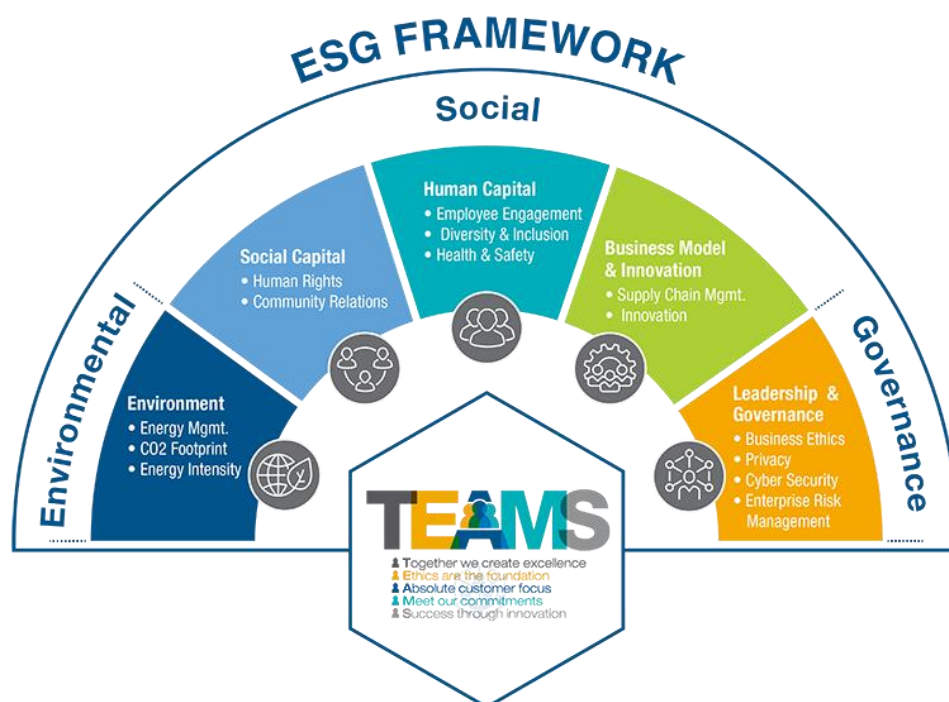 ESG FRAMEWORK
Social
Environmental
Governance
Environment
• Energy Mgmt.
• CO2 Footprint
• Energy Intensity
Social Capital
• Human Rights
• Community Relations
Human Capital
• Employee Engagement
• Diversity & Inclusion
• Health & Safety
Business Model
& Innovation
• Supply Chain Mgmt.
• Innovation
Leadership &
Governance
• Business Ethics
• Privacy
• Cyber Security
• Enterprise Risk
Management
TEAMS
Together we create excellence
Ethics are the foundation
Absolute customer focus
Meet our commitments
Success through innovation